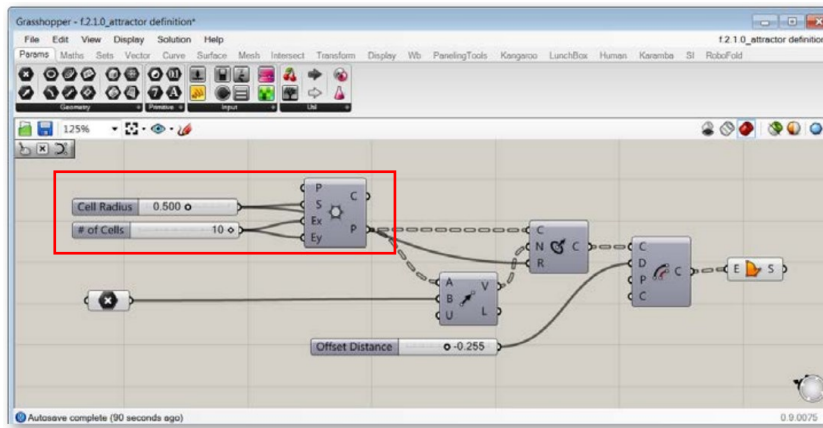 Grasshopper - f.2.1.0_attractor definition*
File Edit View Display Solution Help f.2.1.0_attractor definition
Params Maths Sets Vector Curve Surface Mesh Intersect Transform Display Wb PanelingTools Kangaroo LunchBox Human Karamba SI RoboFold
Geometry Primitive Input Util
125%
P
Cell Radius 0.500 S C
Ex
# of Cells 10 Ey P
C
N C
R
C
D
P C
C
E S
A V
B
U L
Offset Distance -0.255
Autosave complete (90 seconds ago) 0.9.0075